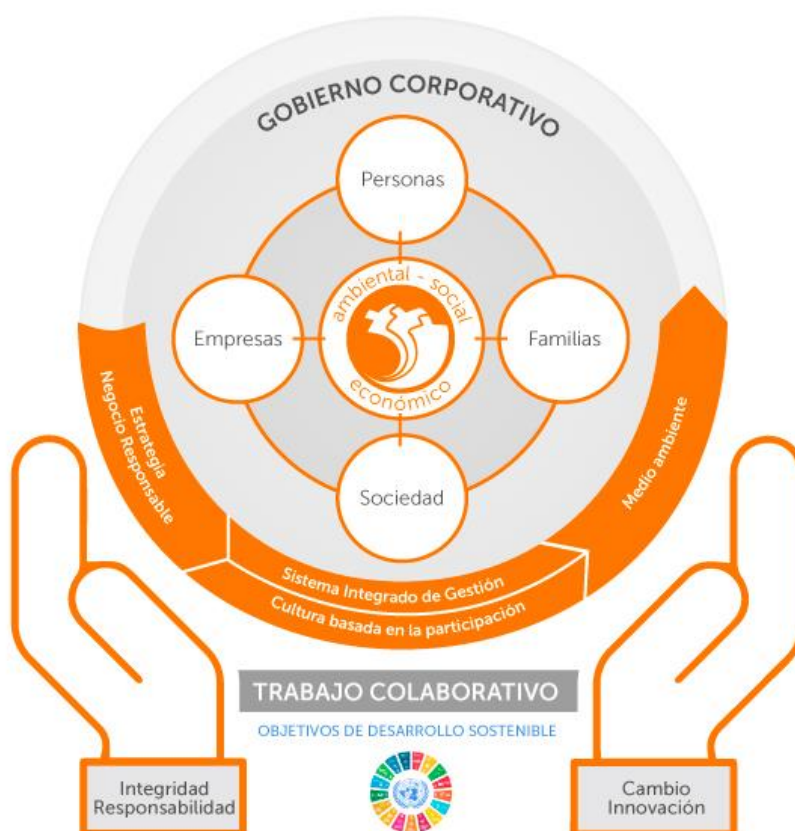 GOBIERNO CORPORATIVO
Personas
ambiental - social
económico
Empresas
Familias
Sociedad
Estrategia
Negocio Responsable
Sistema Integrado de Gestión
Cultura basada en la participación
Medio ambiente
TRABAJO COLABORATIVO
OBJETIVOS DE DESARROLLO SOSTENIBLE
Integridad
Responsabilidad
Cambio
Innovación